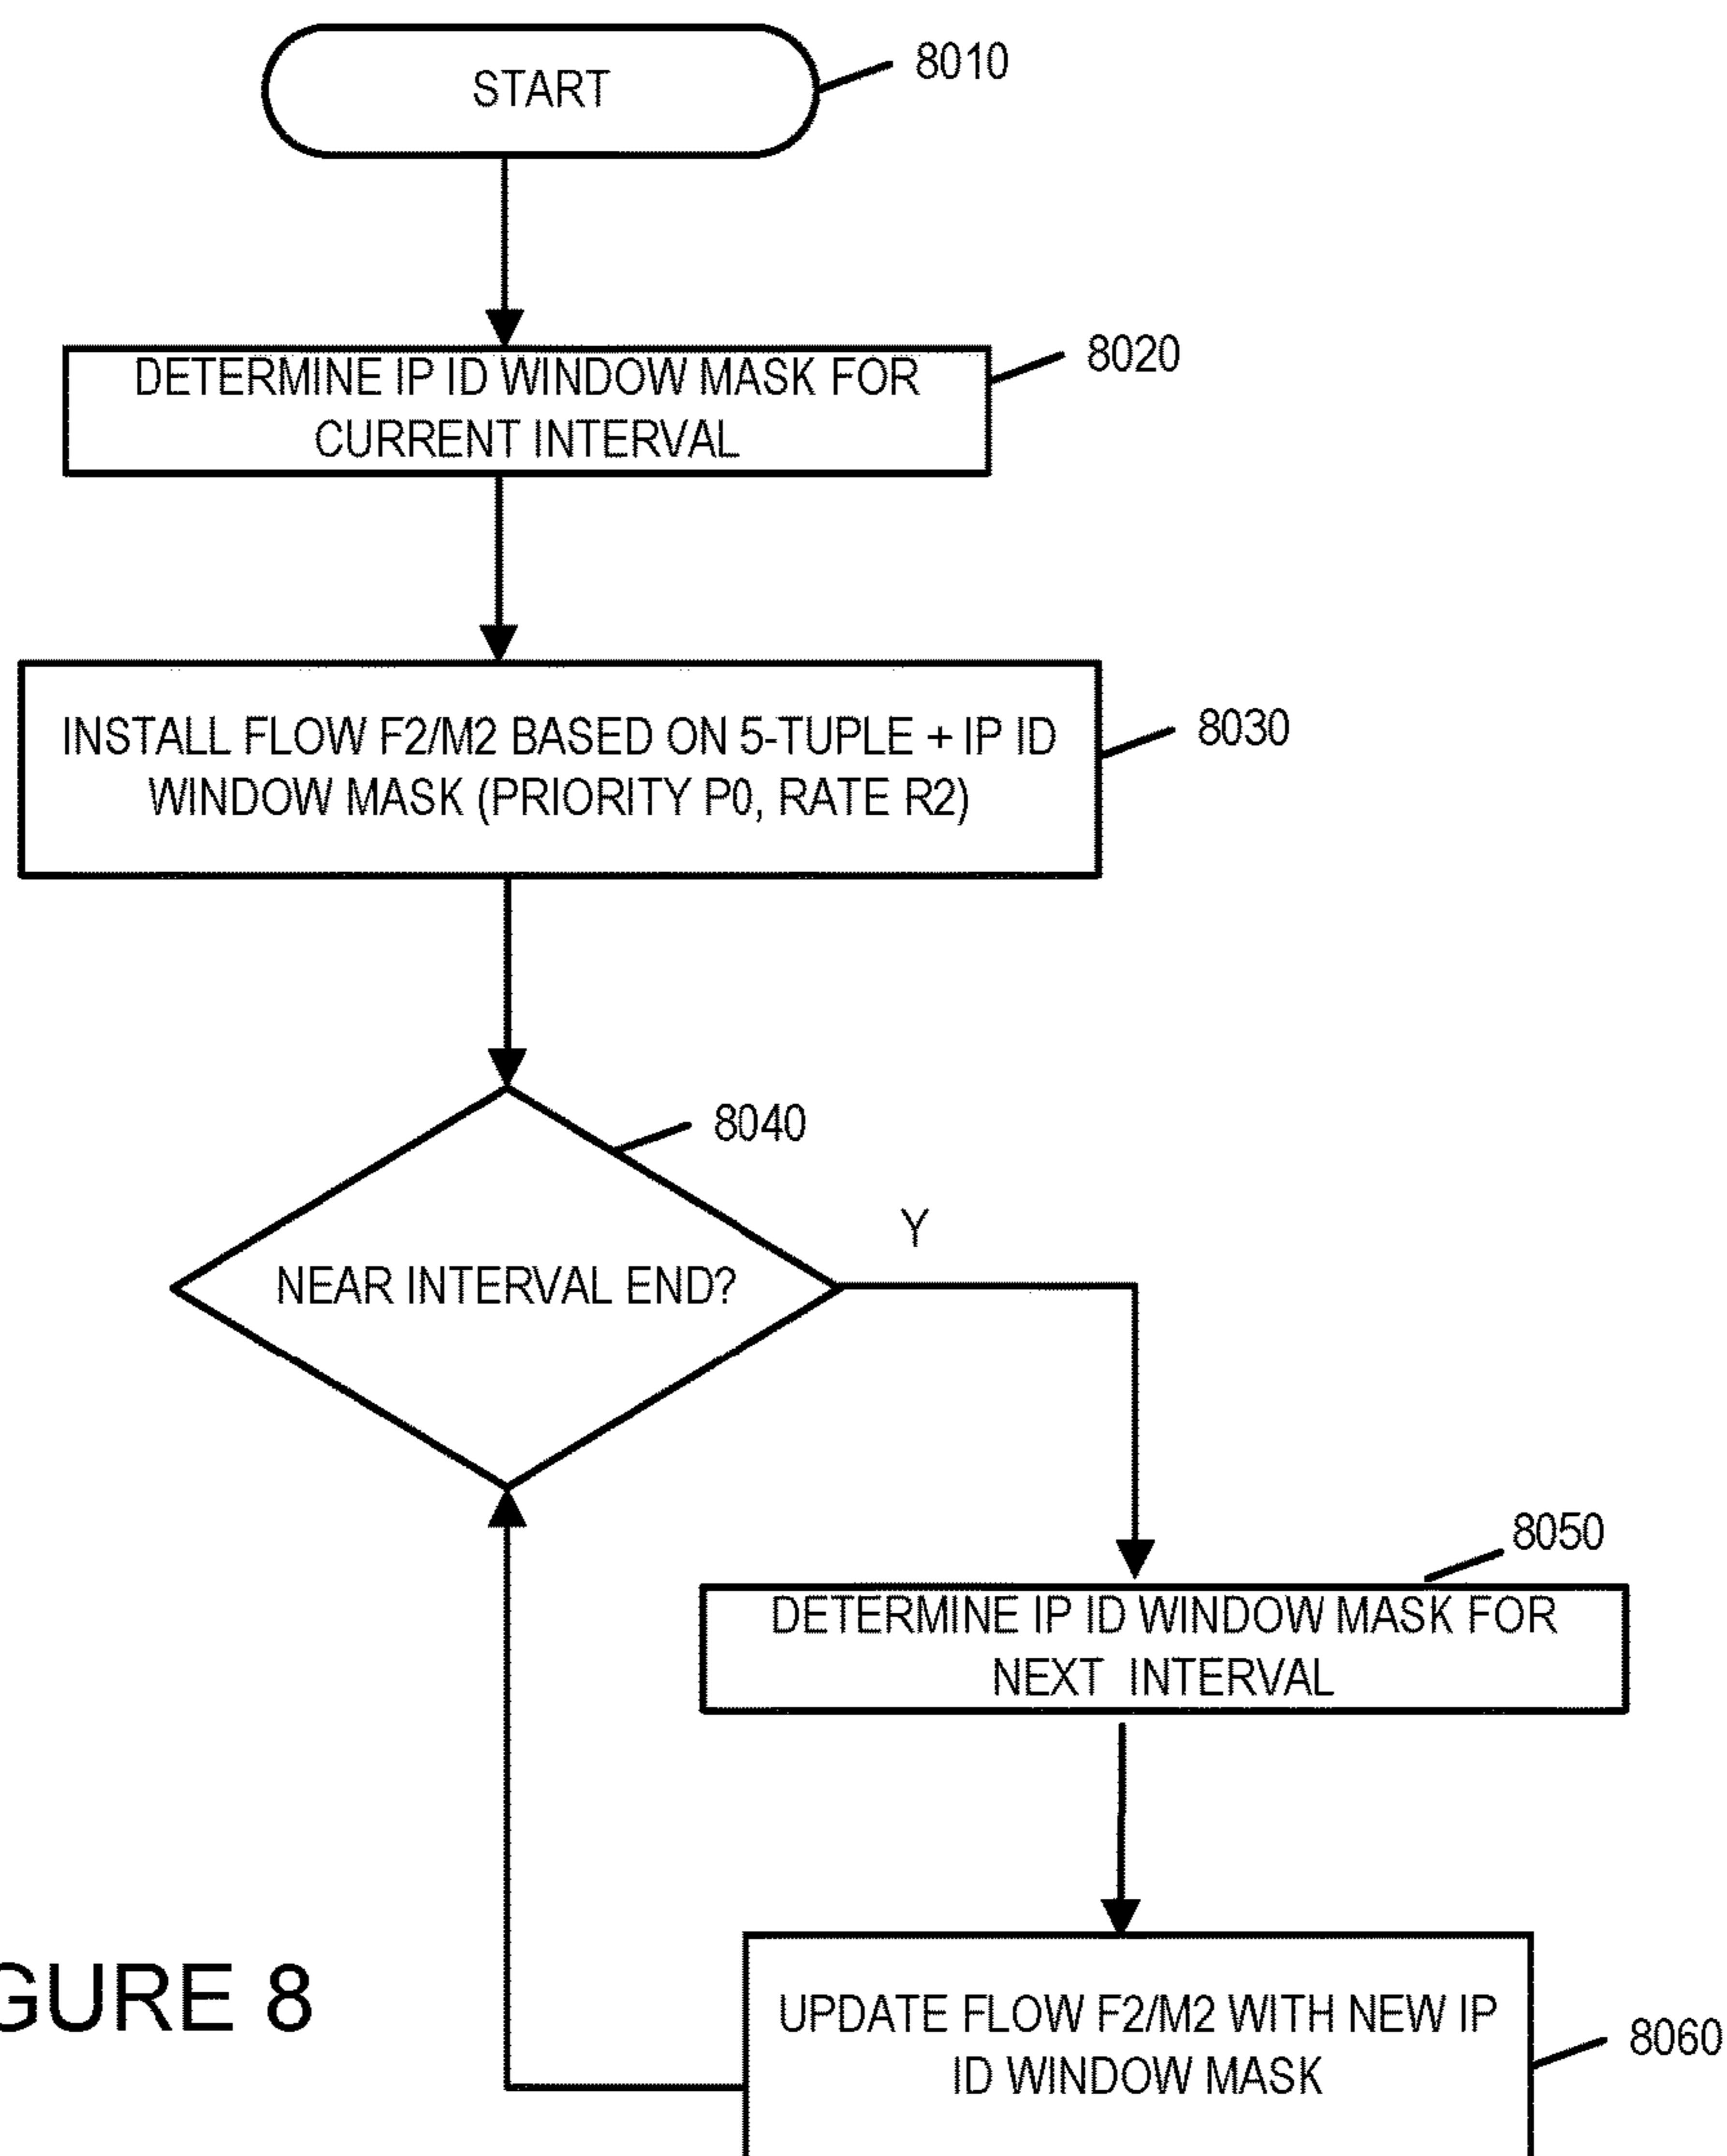 START
8010
DETERMINE IP ID WINDOW MASK FOR
CURRENT INTERVAL
8020
INSTALL FLOW F2/M2 BASED ON 5-TUPLE + IP ID
WINDOW MASK (PRIORITY P0, RATE R2)
8030
8040
Y
NEAR INTERVAL END?
8050
DETERMINE IP ID WINDOW MASK FOR
NEXT INTERVAL
UPDATE FLOW F2/M2 WITH NEW IP
ID WINDOW MASK
8060
GURE 8